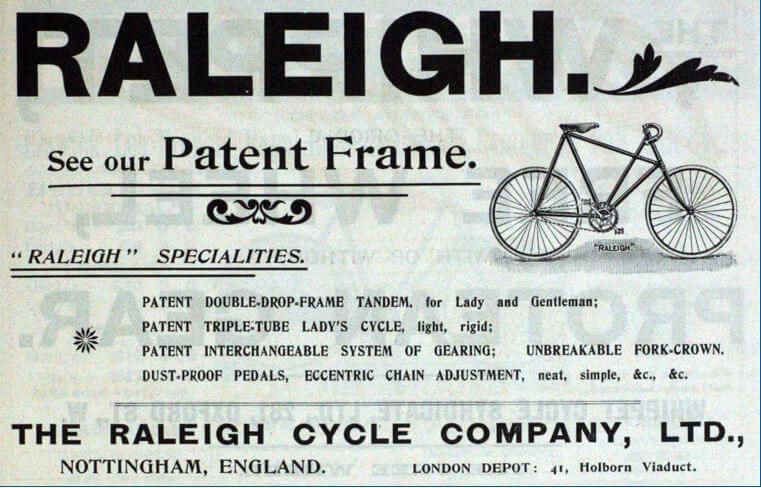 RALEIGH.
See our Patent Frame.
"RALEIGH"
"RALEIGH" SPECIALITIES.
PATENT DOUBLE-DROP-FRAME TANDEM, for Lady and Gentleman;
PATENT TRIPLE-TUBE LADY'S CYCLE, light, rigid;
PATENT INTERCHANGEABLE SYSTEM OF GEARING; UNBREAKABLE FORK-CROWN.
DUST-PROOF PEDALS, ECCENTRIC CHAIN ADJUSTMENT, neat, simple, &c., &c.
THE RALEIGH CYCLE COMPANY, LTD.,
NOTTINGHAM, ENGLAND. LONDON DEPOT: 41, Holborn Viaduct.